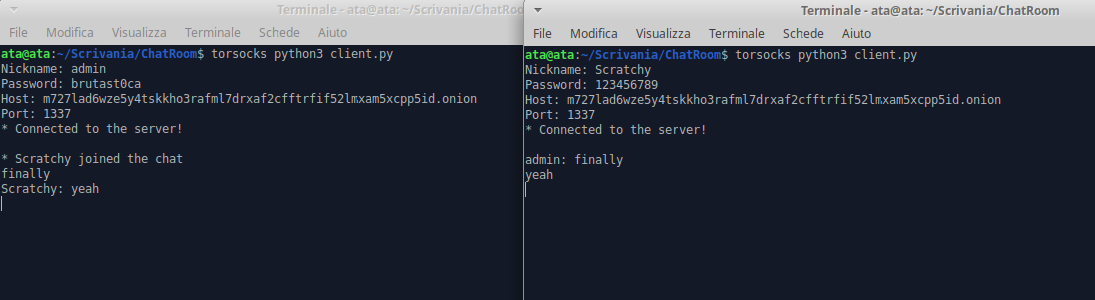 Terminale - ata@ata: ~/Scrivania/ChatRoo
File Modifica Visualizza Terminale Schede Aiuto
ata@ata:~/Scrivania/ChatRoom$ torsocks python3 client.py
Nickname: admin
Password: brutast0ca
Host: m727lad6wze5y4tskkho3rafml7drxaf2cfftrfif52lmxam5xcpp5id.onion
Port: 1337
* Connected to the server!
* Scratchy joined the chat
finally
Scratchy: yeah
Terminale - ata@ata: ~/Scrivania/ChatRoom
File Modifica Visualizza Terminale Schede Aiuto
ata@ata:~/Scrivania/ChatRoom$ torsocks python3 client.py
Nickname: Scratchy
Password: 123456789
Host: m727lad6wze5y4tskkho3rafml7drxaf2cfftrfif52lmxam5xcpp5id.onion
Port: 1337
* Connected to the server!
admin: finally
yeah